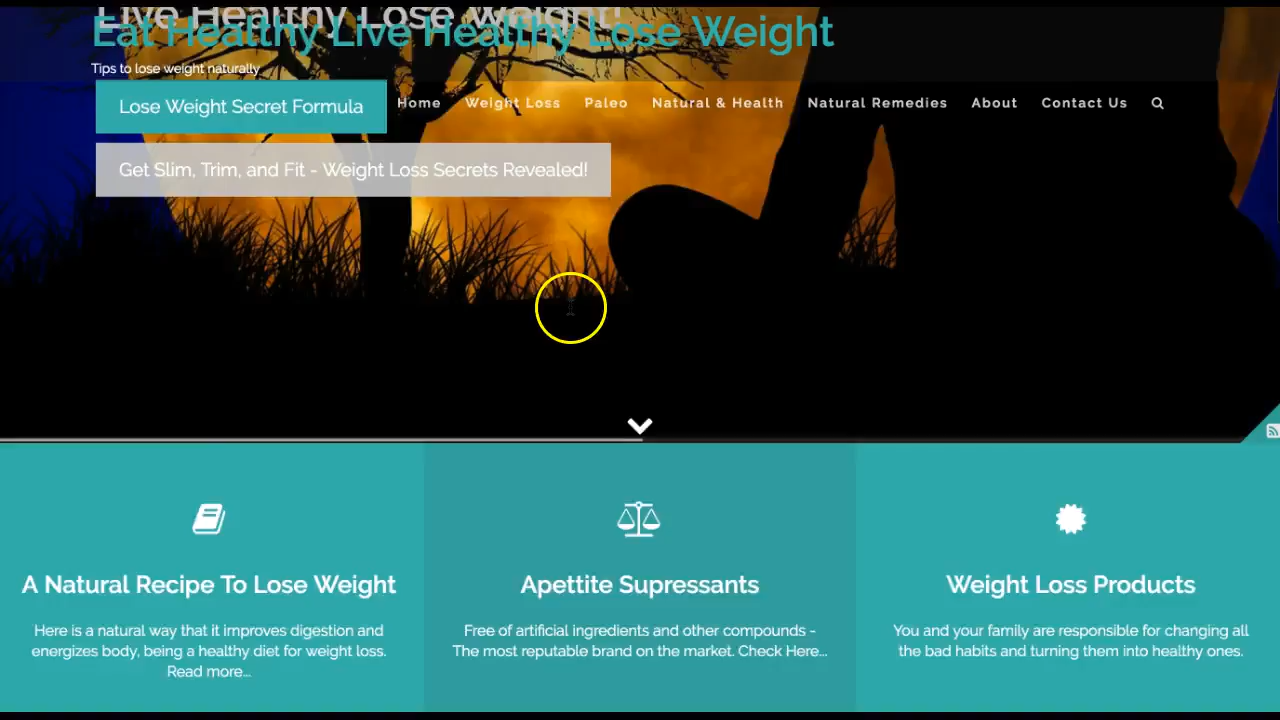 Live Healthy Lose Weight!
Eat Healthy Live Healthy Lose Weight
Tips to lose weight naturally
Lose Weight Secret Formula
Home Weight Loss Paleo Natural & Health Natural Remedies About Contact Us
Get Slim, Trim, and Fit - Weight Loss Secrets Revealed!
A Natural Recipe To Lose Weight
Here is a natural way that it improves digestion and
energizes body, being a healthy diet for weight loss.
Read more...
Apettite Supressants
Free of artificial ingredients and other compounds -
The most reputable brand on the market. Check Here...
Weight Loss Products
You and your family are responsible for changing all
the bad habits and turning them into healthy ones.